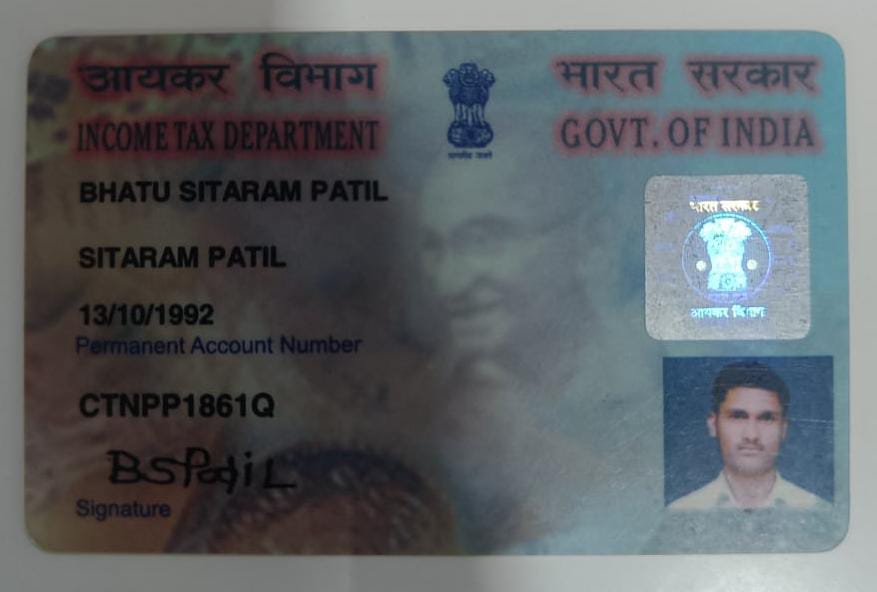 आयकर विभाग
INCOME TAX DEPARTMENT
भारत सरकार
GOVT. OF INDIA
सत्यमेव जयते
BHATU SITARAM PATIL
भारत सरकार
SITARAM PATIL
आयकर विभाग
13/10/1992
Permanent Account Number
CTNPP1861Q
BSPatil
Signature